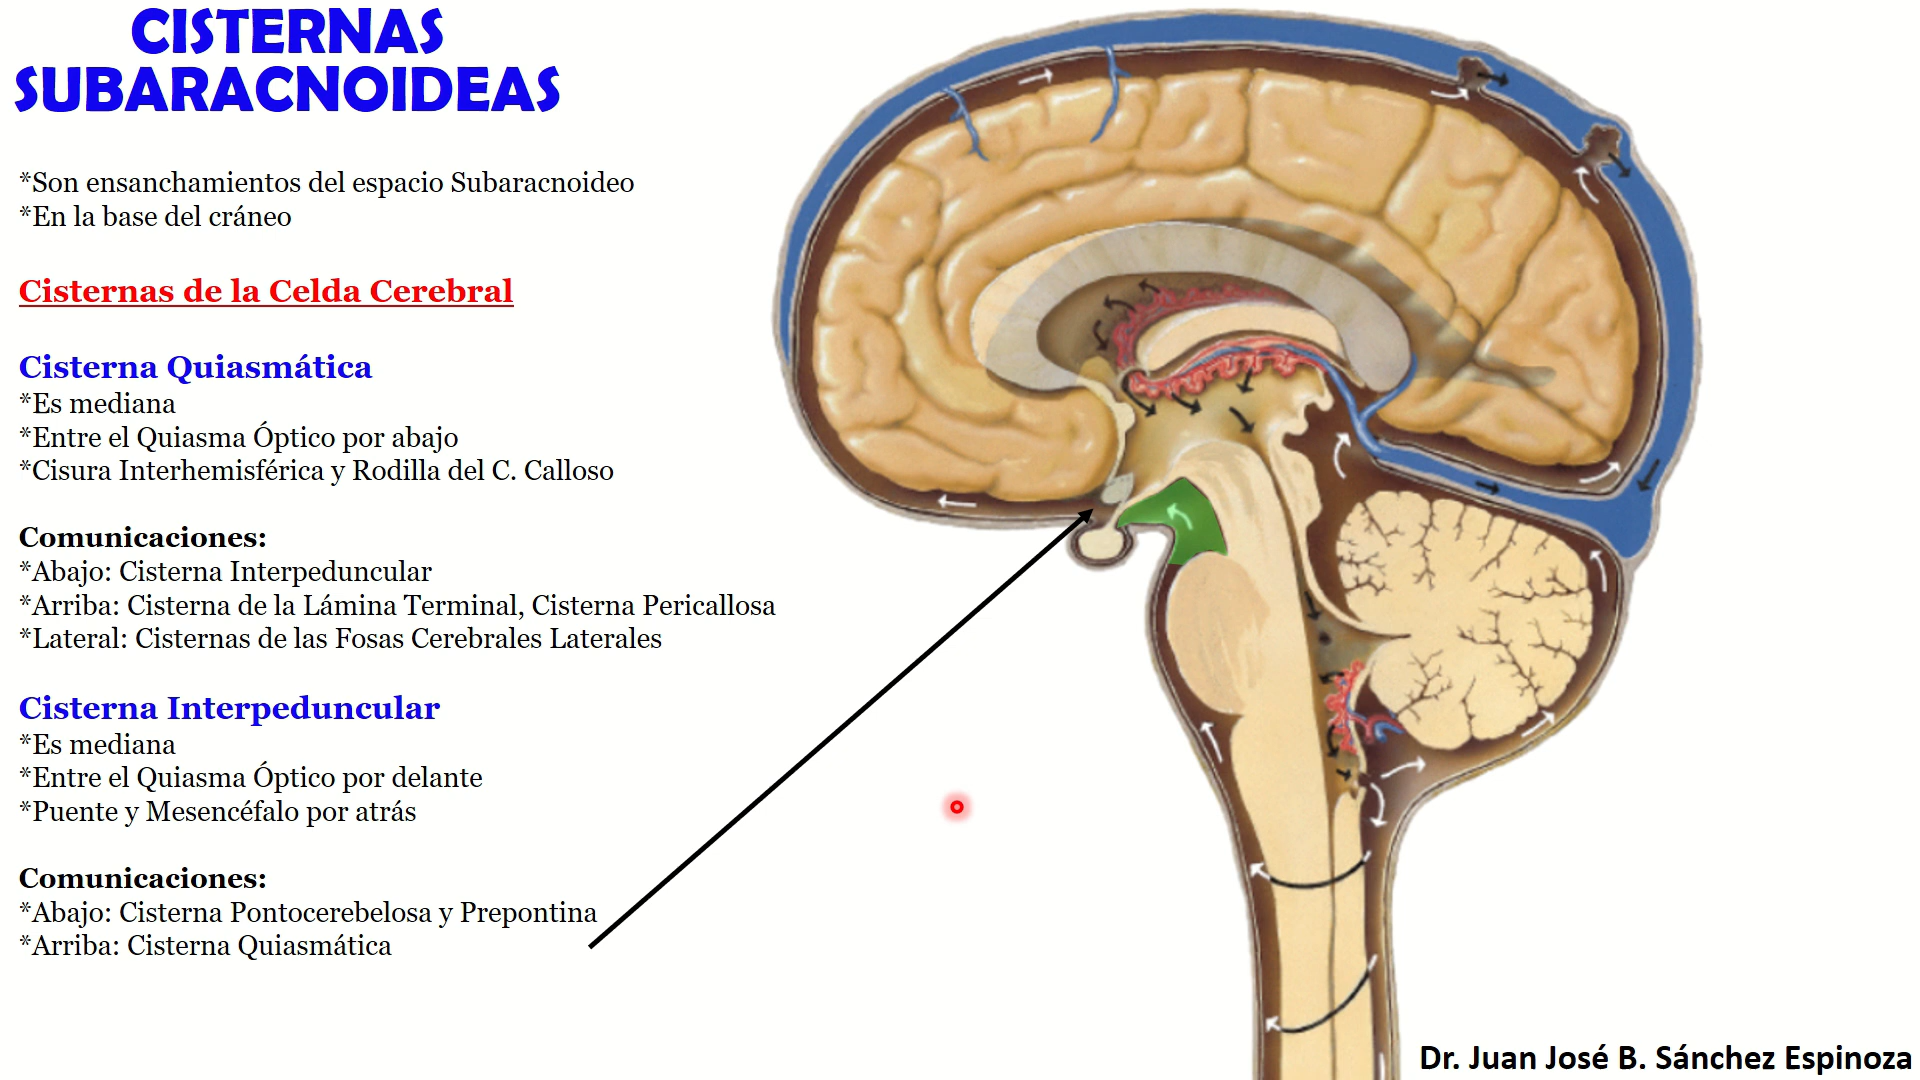 CISTERNAS
SUBARACNOIDEAS
*Son ensanchamientos del espacio Subaracnoideo
*En la base del cráneo
Cisternas de la Celda Cerebral
Cisterna Quiasmática
*Es mediana
*Entre el Quiasma Óptico por abajo
*Cisura Interhemisférica y Rodilla del C. Calloso
Comunicaciones:
*Abajo: Cisterna Interpeduncular
*Arriba: Cisterna de la Lámina Terminal, Cisterna Pericallosa
*Lateral: Cisternas de las Fosas Cerebrales Laterales
Cisterna Interpeduncular
*Es mediana
*Entre el Quiasma Óptico por delante
*Puente y Mesencéfalo por atrás
Comunicaciones:
*Abajo: Cisterna Pontocerebelosa y Prepontina
*Arriba: Cisterna Quiasmática
Dr. Juan José B. Sánchez Espinoza